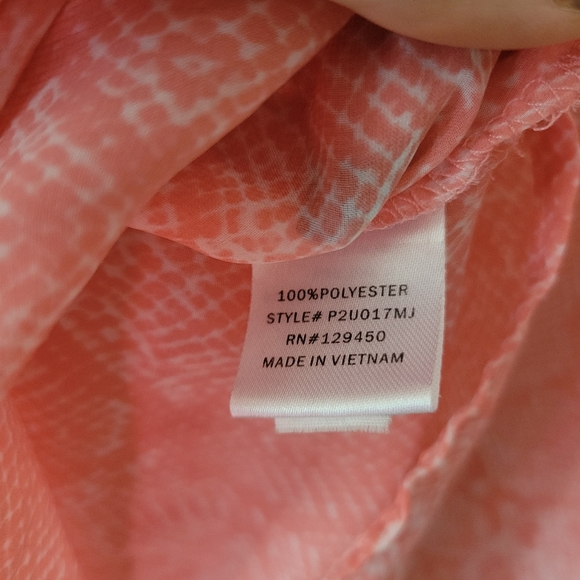 100%POLYESTER
STYLE# P2U017MJ
RN#129450
MADE IN VIETNAM